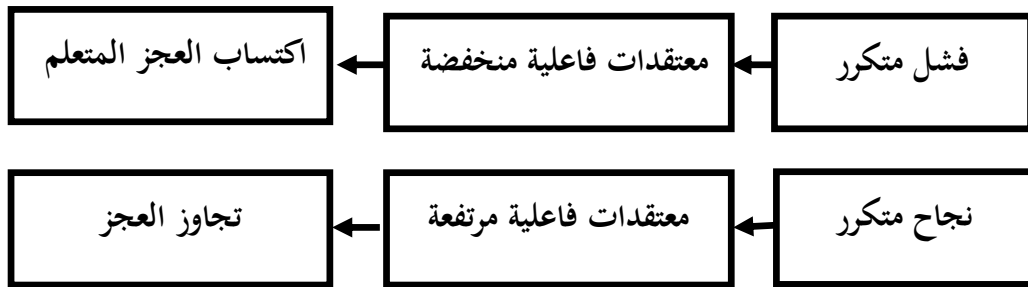 فشل متكرر
معتقدات فاعلية منخفضة
اكتساب العجز المتعلم
نجاح متكرر
معتقدات فاعلية مرتفعة
تجاوز العجز